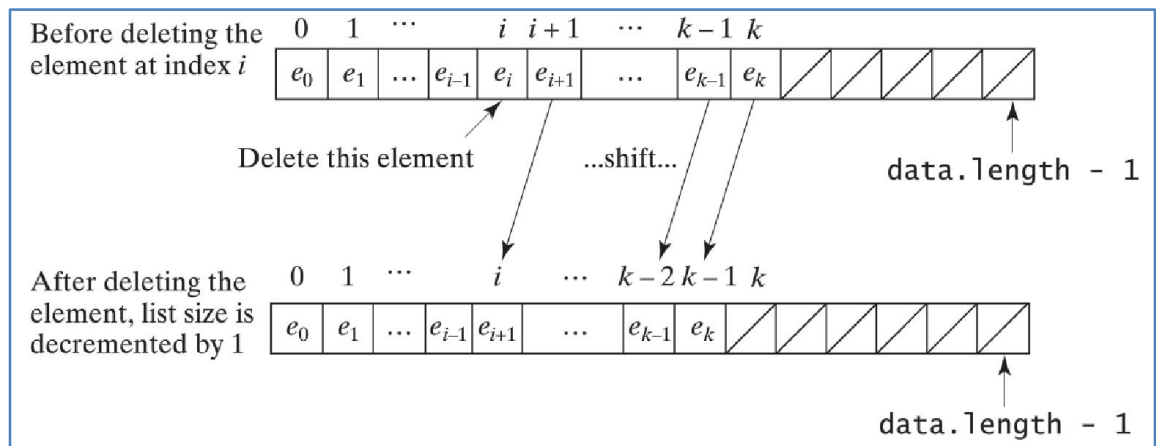 Before deleting the
element at index i
0 1 ... i i + 1 ... k – 1 k
e0 e1 ... ei–1 ei ei+1 ... ek–1 ek
Delete this element
...shift...
data.length - 1
After deleting the
element, list size is
decremented by 1
0 1 ... i ... k – 2 k – 1 k
e0 e1 ... ei–1 ei+1 ... ek–1 ek
data.length - 1